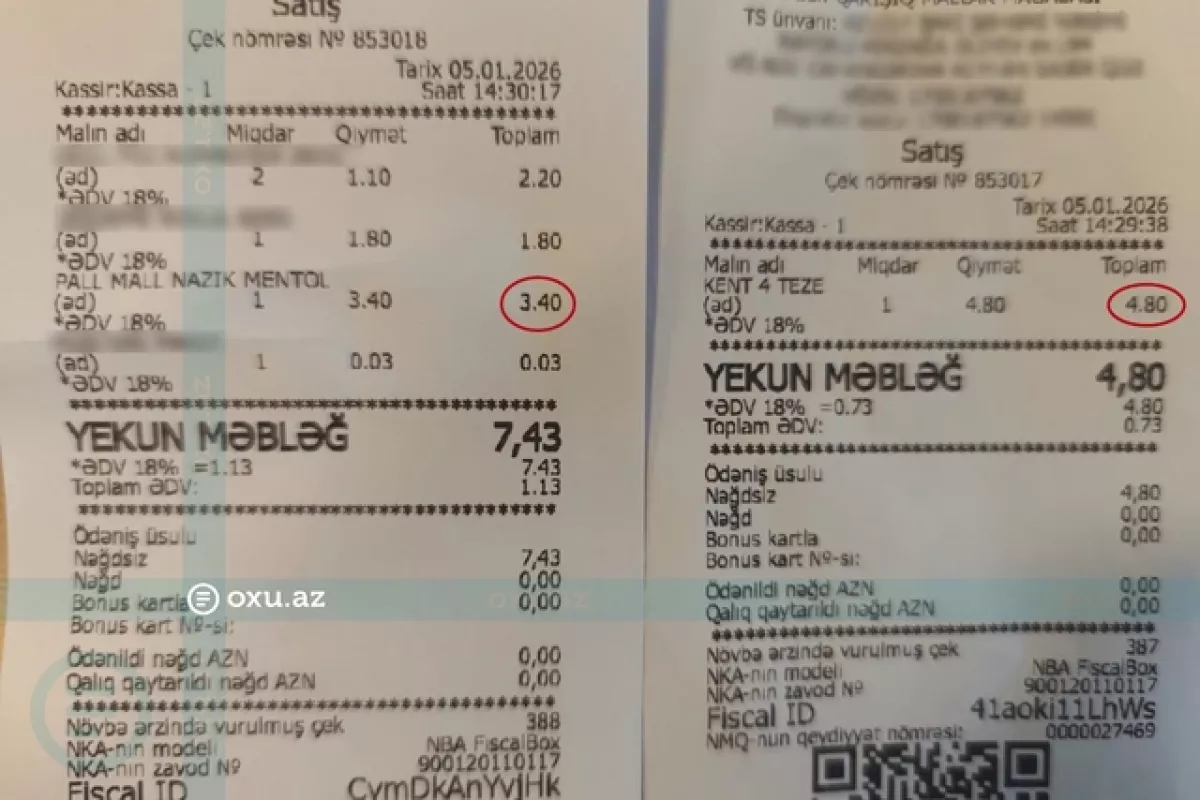 Satış
Çek nömrəsi № 853018
Tarix 05.01.2026
Kassir:Kassa - 1 Saat 14:30:17
************************************************
Malın adı Miqdar Qiymət Toplam
(əd) 2 1.10 2.20
*ƏDV 18%
(əd) 1 1.80 1.80
*ƏDV 18%
PALL MALL NAZIK MENTOL
(əd) 1 3.40 3.40
*ƏDV 18%
(əd) 1 0.03 0.03
*ƏDV 18%
************************************************
YEKUN MƏBLƏĞ 7,43
*ƏDV 18% =1.13 7.43
Toplam ƏDV: 1.13
************************************************
Ödəniş üsulu
Nağdsız 7,43
Nağd 0,00
Bonus kartla 0,00
Bonus kart №-si:
Ödənildi nağd AZN 0,00
Qalıq qaytarıldı nağd AZN 0,00
************************************************
Növbə ərzində vurulmuş çek 388
NKA-nın modeli NBA FiscalBox
NKA-nın zavod № 900120110117
Fiscal ID CvmDkAnYvjHk
oxu.az
TS ünvanı:
Satış
Çek nömrəsi № 853017
Tarix 05.01.2026
Kassir:Kassa - 1 Saat 14:29:38
************************************************
Malın adı Miqdar Qiymət Toplam
KENT 4 TEZE
(əd) 1 4.80 4.80
*ƏDV 18%
************************************************
YEKUN MƏBLƏĞ 4,80
*ƏDV 18% =0.73 4.80
Toplam ƏDV: 0.73
************************************************
Ödəniş üsulu
Nağdsız 4,80
Nağd 0,00
Bonus kartla 0,00
Bonus kart №-si:
Ödənildi nağd AZN 0,00
Qalıq qaytarıldı nağd AZN 0,00
************************************************
Növbə ərzində vurulmuş çek 387
NKA-nın modeli NBA FiscalBox
NKA-nın zavod № 900120110117
Fiscal ID 41aoki11LhWs
NMQ-nun qeydiyyat nömrəsi: 0000027469